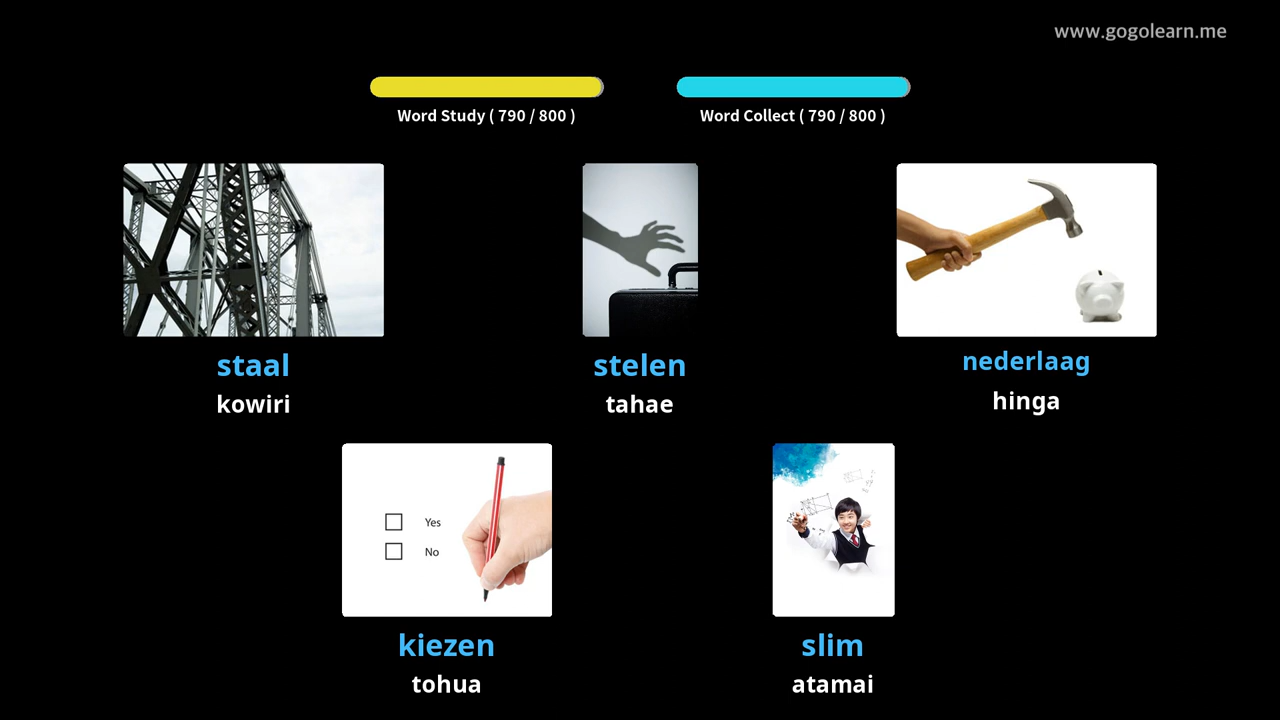 www.gogolearn.me
Word Study ( 790 / 800 )
Word Collect ( 790 / 800 )
staal
kowiri
stelen
tahae
nederlaag
hinga
Yes
No
kiezen
tohua
slim
atamai